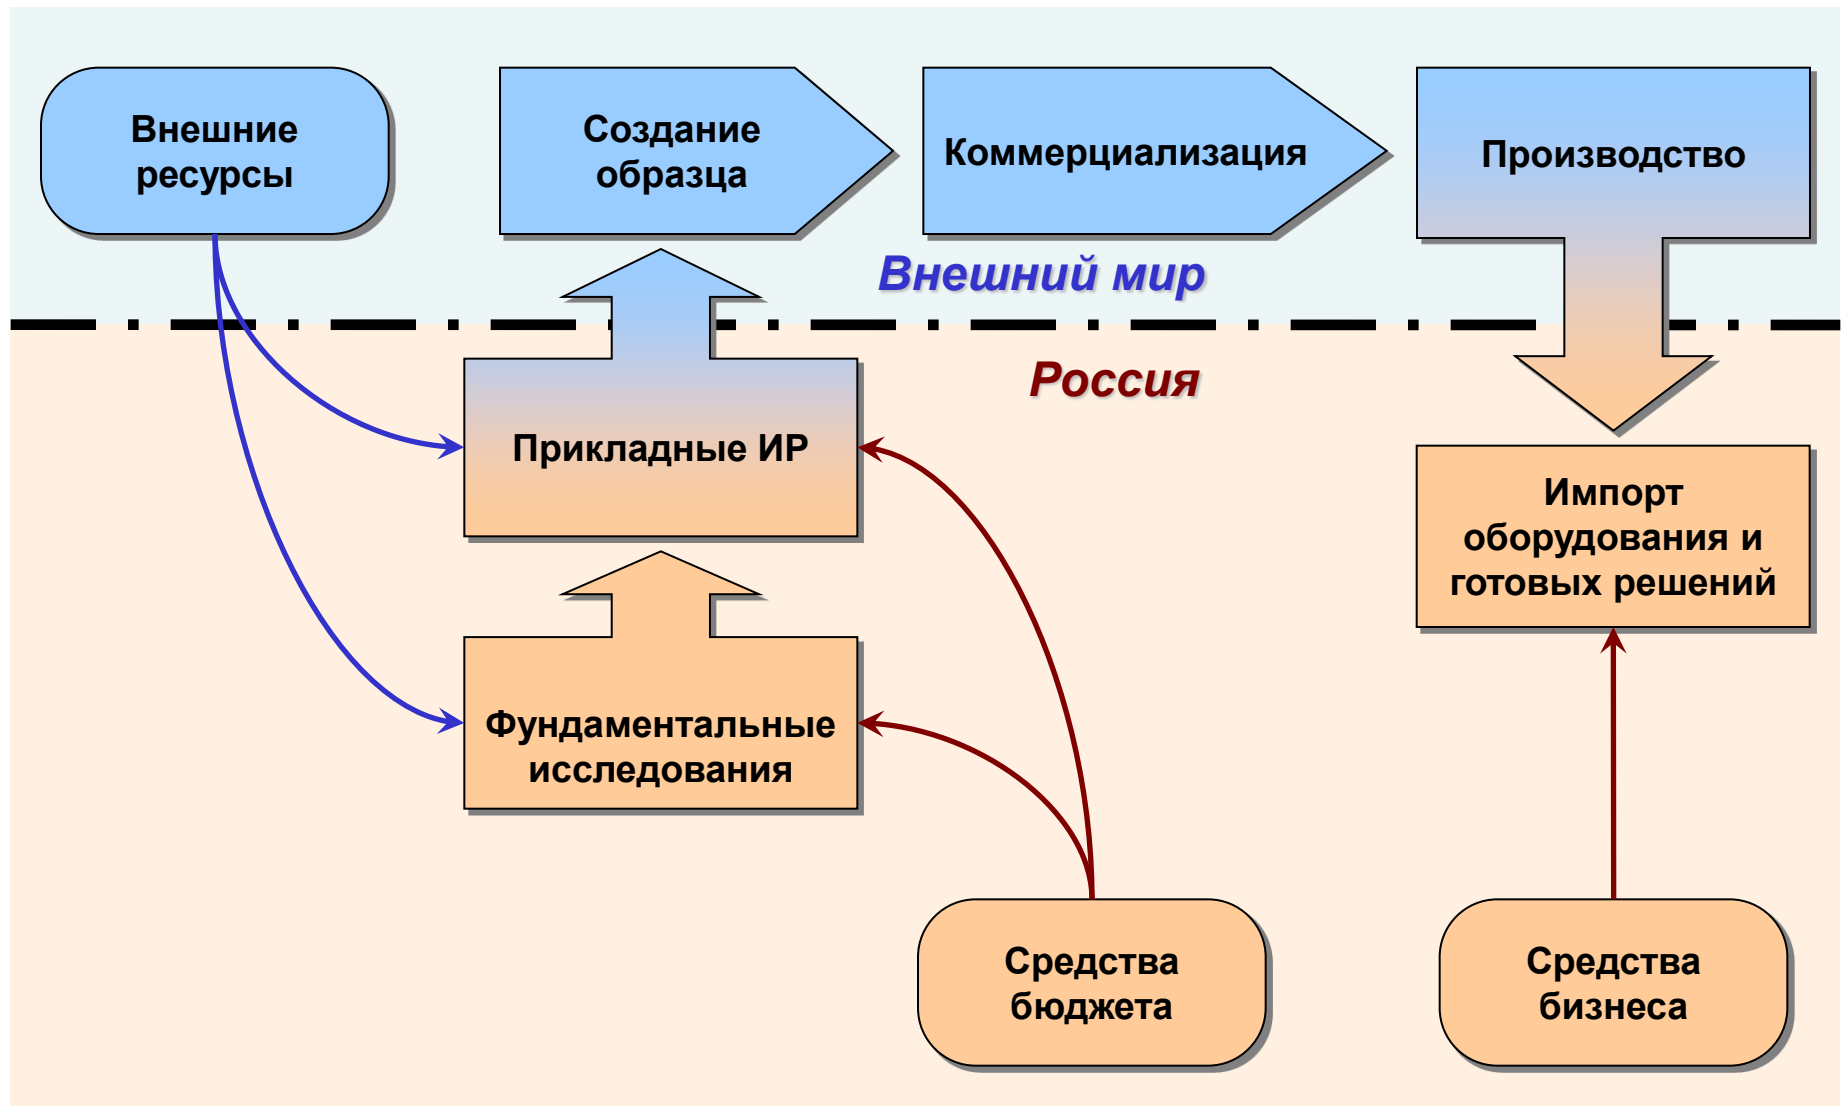 Внешние
ресурсы
Создание
образца
Коммерциализация
Производство
Внешний мир
Россия
Прикладные ИР
Импорт
оборудования и
готовых решений
Фундаментальные
исследования
Средства
бюджета
Средства
бизнеса